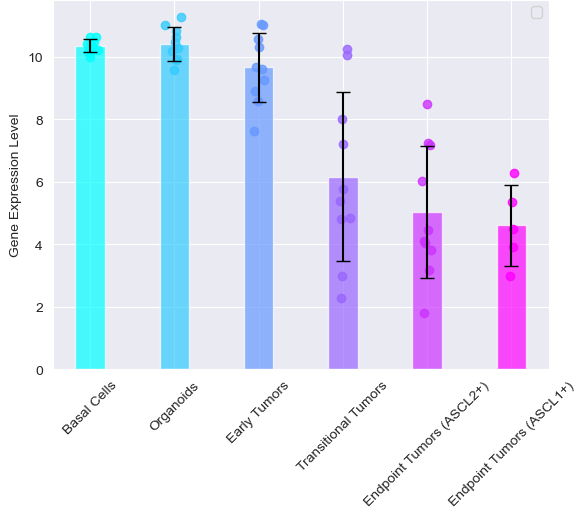 Gene Expression Level
10
8
6
4
2
0
Basal Cells
Organoids
Early Tumors
Transitional Tumors
Endpoint Tumors (ASCL2+)
Endpoint Tumors (ASCL1+)